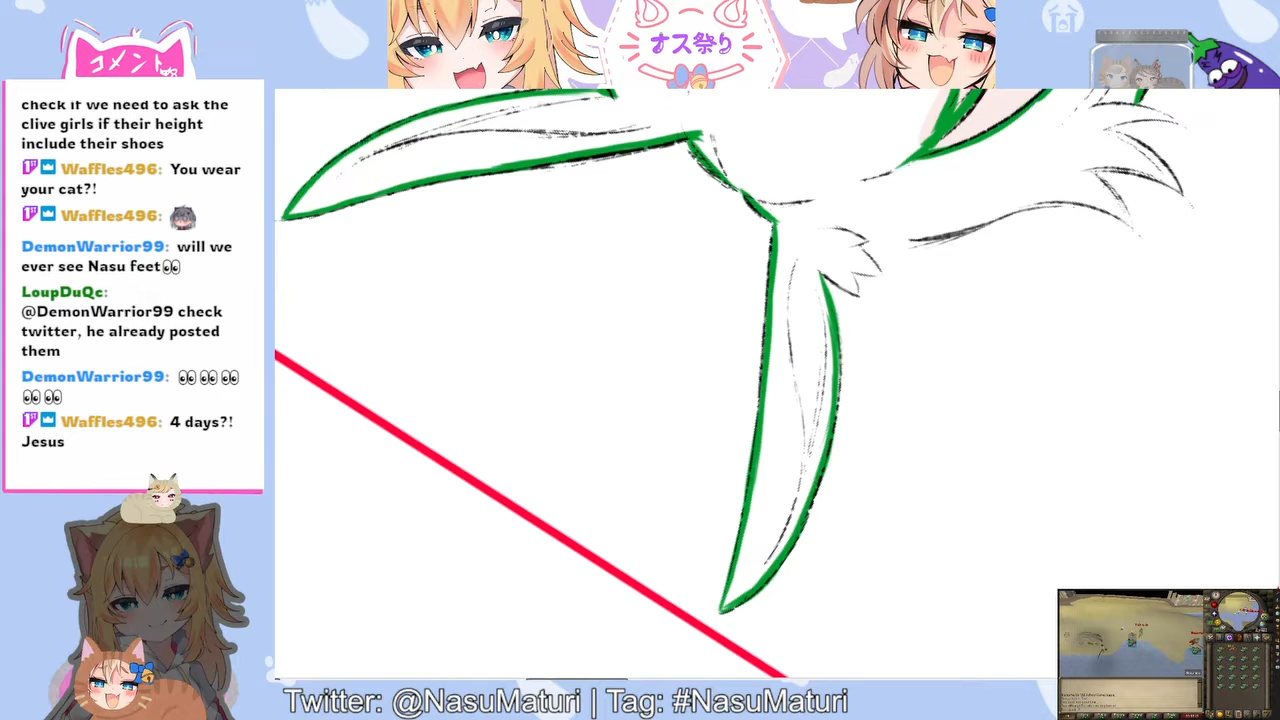 コメント
ナス祭り
check if we need to ask the
clive girls if their height
include their shoes
Waffles496: You wear
your cat?!
Waffles496:
DemonWarrior99: will we
ever see Nasu feet👀
LoupDuQc:
@DemonWarrior99 check
twitter, he already posted
them
DemonWarrior99: 👀👀👀
👀👀
Waffles496: 4 days?!
Jesus
Twitter: @NasuMaturi | Tag: #NasuMaturi